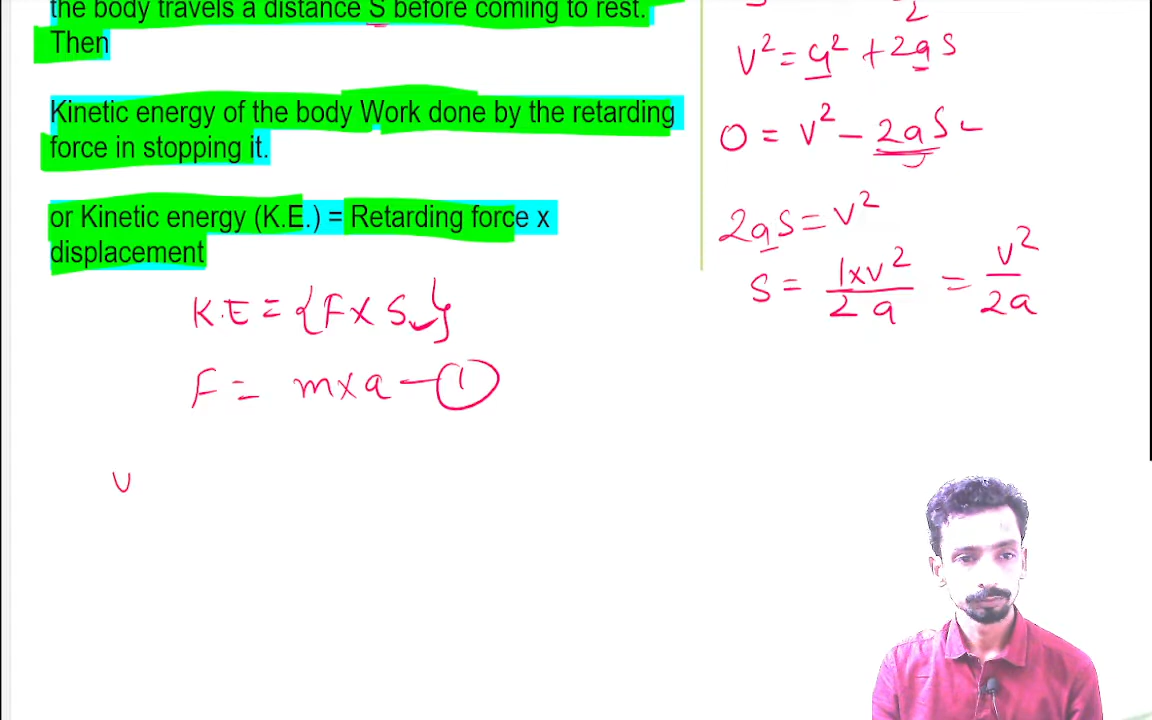 the body travels a distance S before coming to rest.
Then
Kinetic energy of the body Work done by the retarding
force in stopping it.
or Kinetic energy (K.E.) = Retarding force x
displacement
K.E = {F x S}
F = m x a — ①
v
v² = u² + 2aS
0 = v² - 2aS
2aS = v²
S = 1xv²/2a = v²/2a